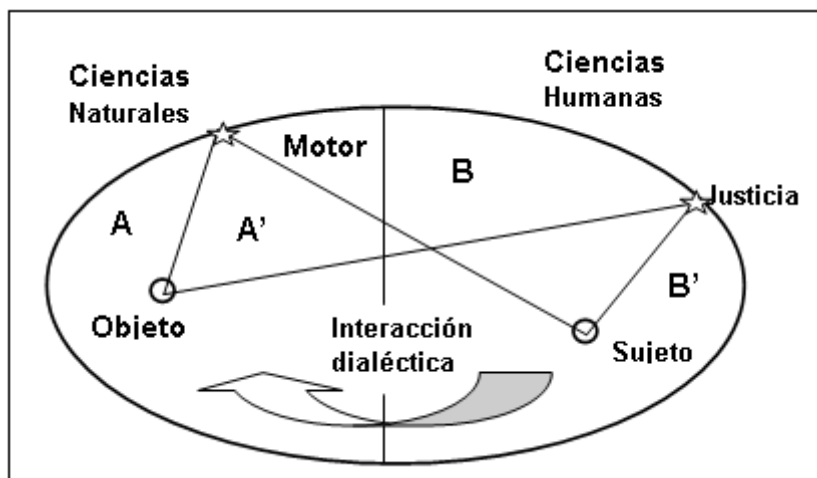 Ciencias
Naturales
Ciencias
Humanas
Motor
B
Justicia
A
A’
B’
Objeto
Interacción
dialéctica
Sujeto